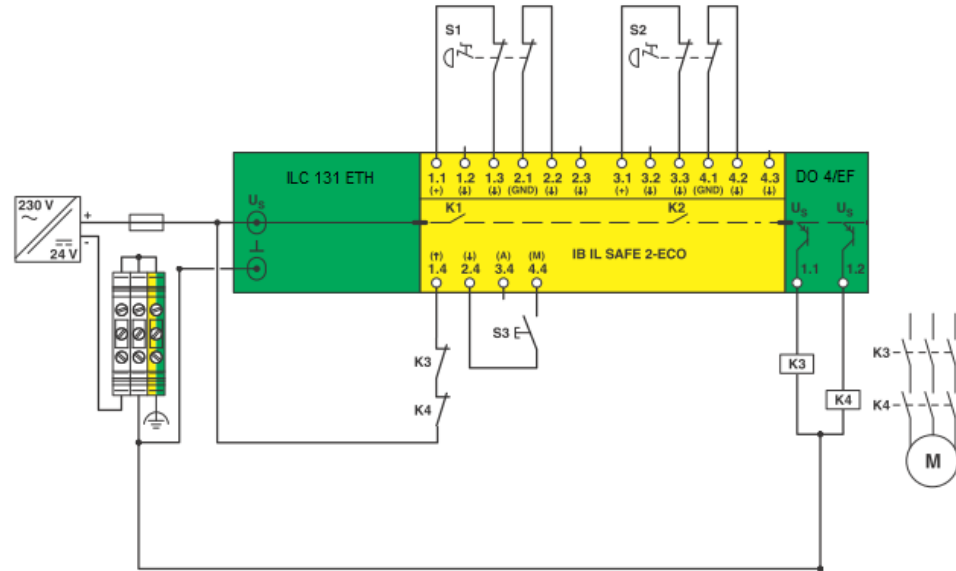 S1
S2
ILC 131 ETH
1.1 1.2 1.3 2.1 2.2 2.3 3.1 3.2 3.3 4.1 4.2 4.3
(+) (↓) (↓) (GND) (↓) (+) (↓) (↓) (GND) (↓) (↓)
DO 4/EF
230 V
~
24 V
+
-
US
⊥
K1
K2
US US
IB IL SAFE 2-ECO
(↑) (↓) (A) (M)
1.4 2.4 3.4 4.4
1.1 1.2
S3
K3
K4
K3
K4
K3
K4
M